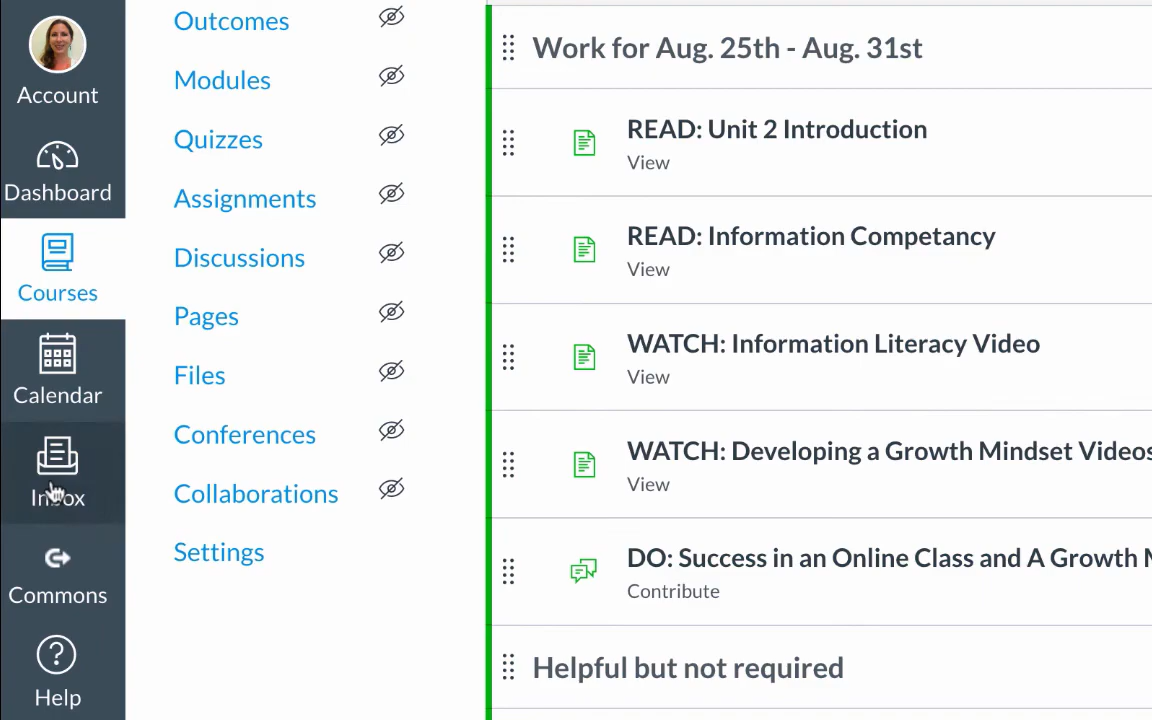 Account
Dashboard
Courses
Calendar
Inbox
Commons
Help
Outcomes
Modules
Quizzes
Assignments
Discussions
Pages
Files
Conferences
Collaborations
Settings
Work for Aug. 25th - Aug. 31st
READ: Unit 2 Introduction
View
READ: Information Competancy
View
WATCH: Information Literacy Video
View
WATCH: Developing a Growth Mindset Videos
View
DO: Success in an Online Class and A Growth
Contribute
Helpful but not required